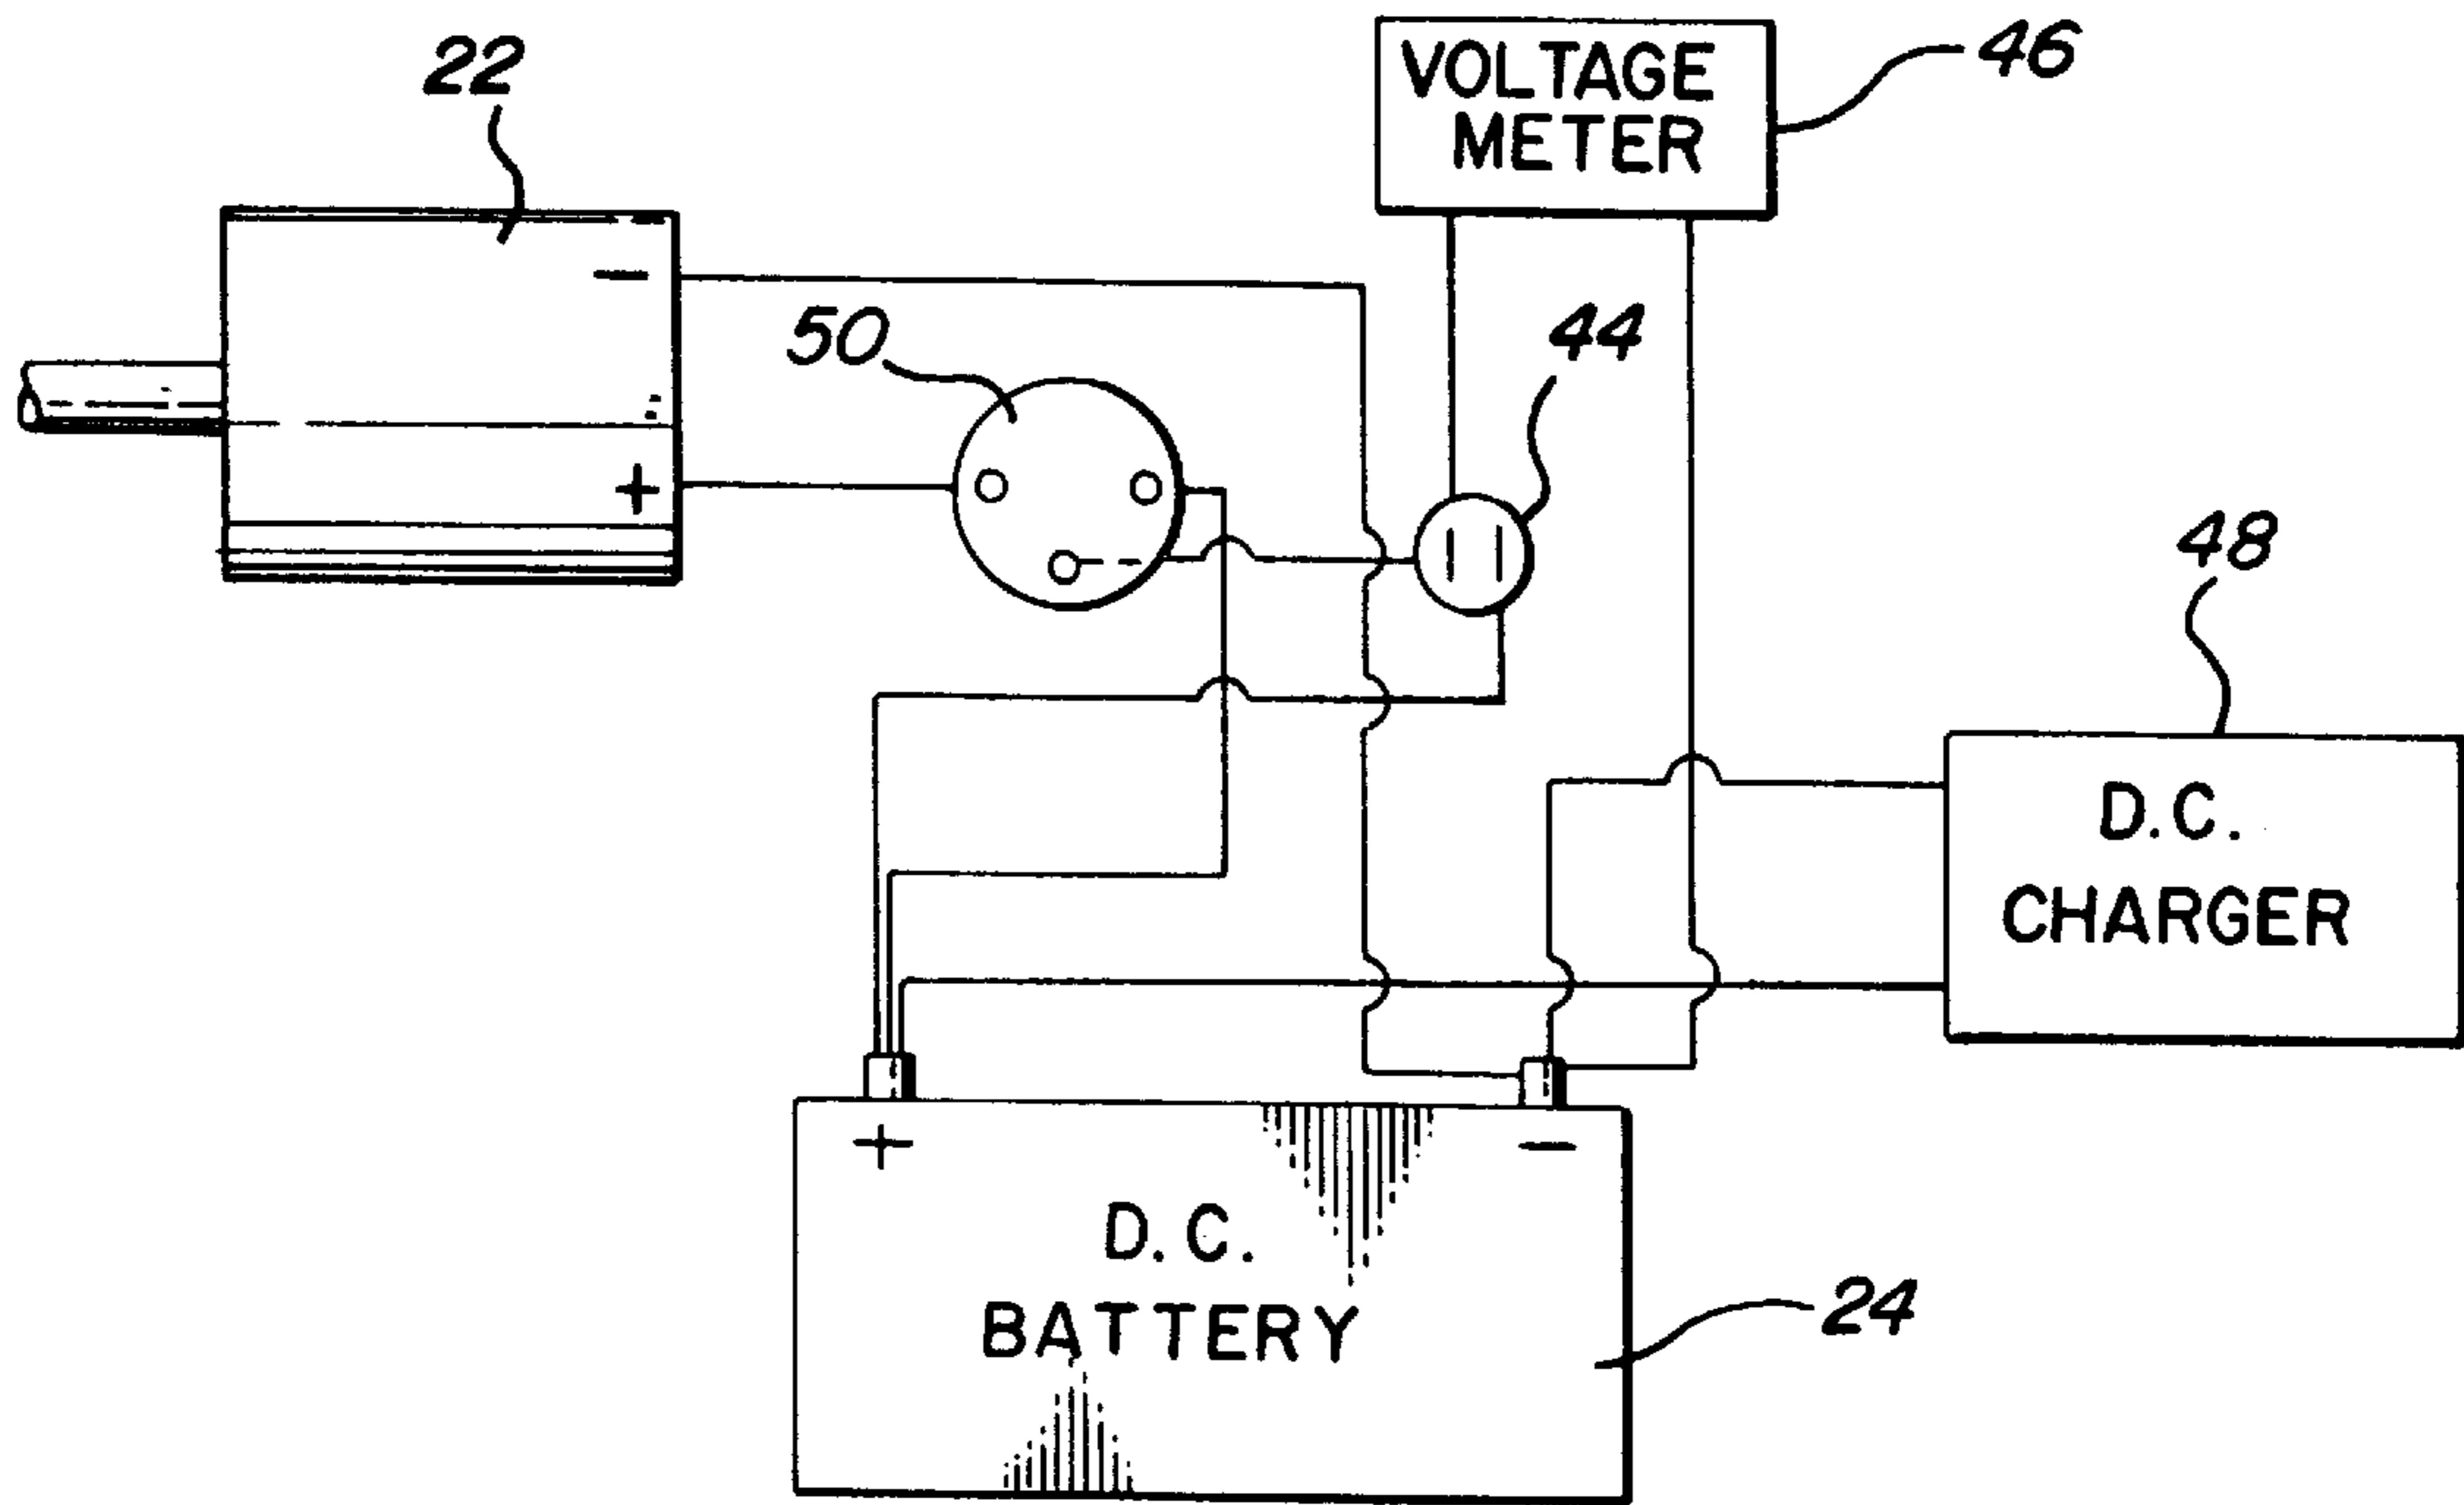 22
VOLTAGE
METER
46
−
50
44
+
48
D.C.
CHARGER
+
−
D.C.
BATTERY
24